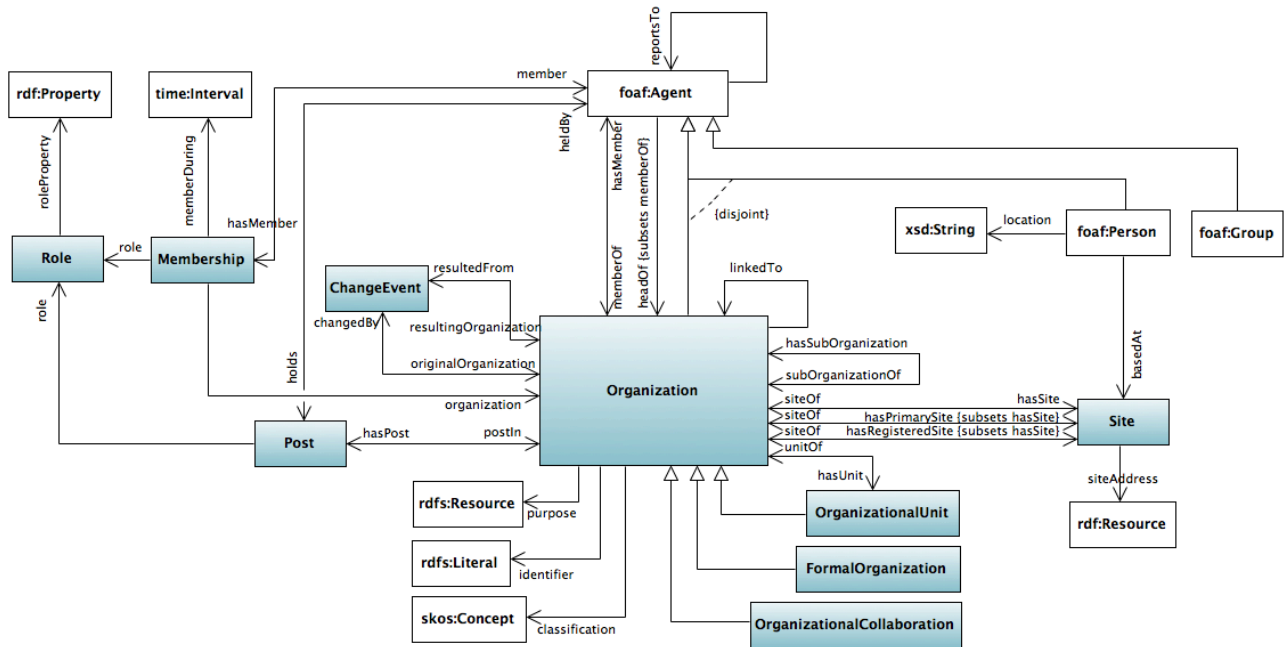 reportsTo
member
rdf:Property
time:Interval
foaf:Agent
heldBy
hasMember
headOf {subsets memberOf}
roleProperty
memberDuring
{disjoint}
hasMember
xsd:String
location
foaf:Person
foaf:Group
Role
role
Membership
memberOf
linkedTo
resultedFrom
ChangeEvent
role
changedBy
resultingOrganization
hasSubOrganization
basedAt
holds
originalOrganization
subOrganizationOf
Organization
organization
siteOf
hasSite
siteOf
hasPrimarySite {subsets hasSite}
Site
siteOf
hasRegisteredSite {subsets hasSite}
Post
hasPost
postIn
unitOf
hasUnit
siteAddress
rdfs:Resource
purpose
OrganizationalUnit
rdf:Resource
rdfs:Literal
identifier
FormalOrganization
skos:Concept
classification
OrganizationalCollaboration